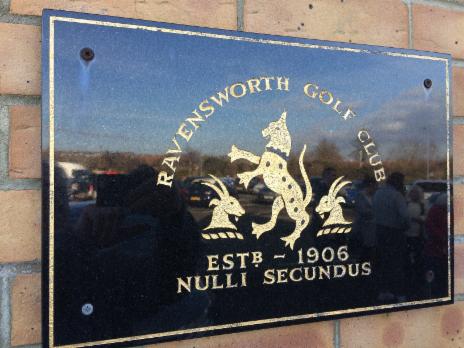 RAVENSWORTH GOLF CLUB
ESTD - 1906
NULLI SECUNDUS